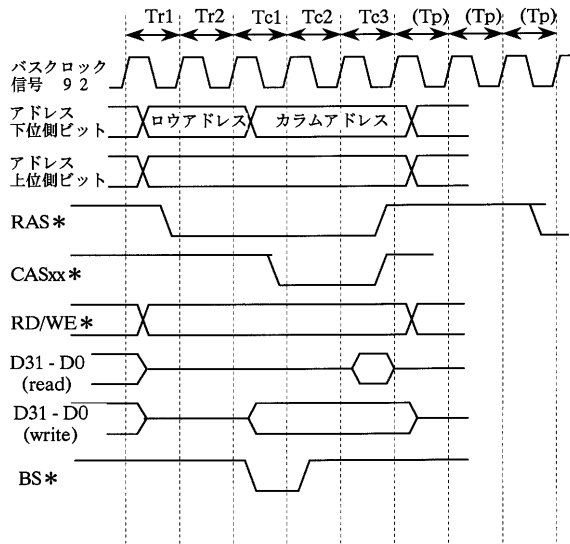 Tr1 Tr2 Tc1 Tc2 Tc3 (Tp) (Tp) (Tp)
バスクロック
信号 92
アドレス
下位側ビット
ロウアドレス カラムアドレス
アドレス
上位側ビット
RAS*
CASxx*
RD/WE*
D31 - D0
(read)
D31 - D0
(write)
BS*